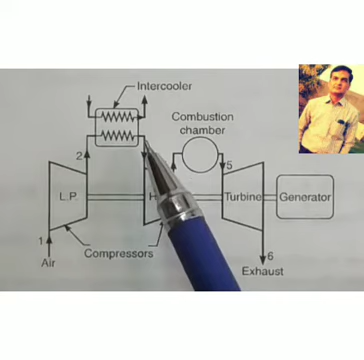 Intercooler
Combustion
chamber
2
5
L.P.
H
Turbine
Generator
1
Compressors
6
Air
Exhaust